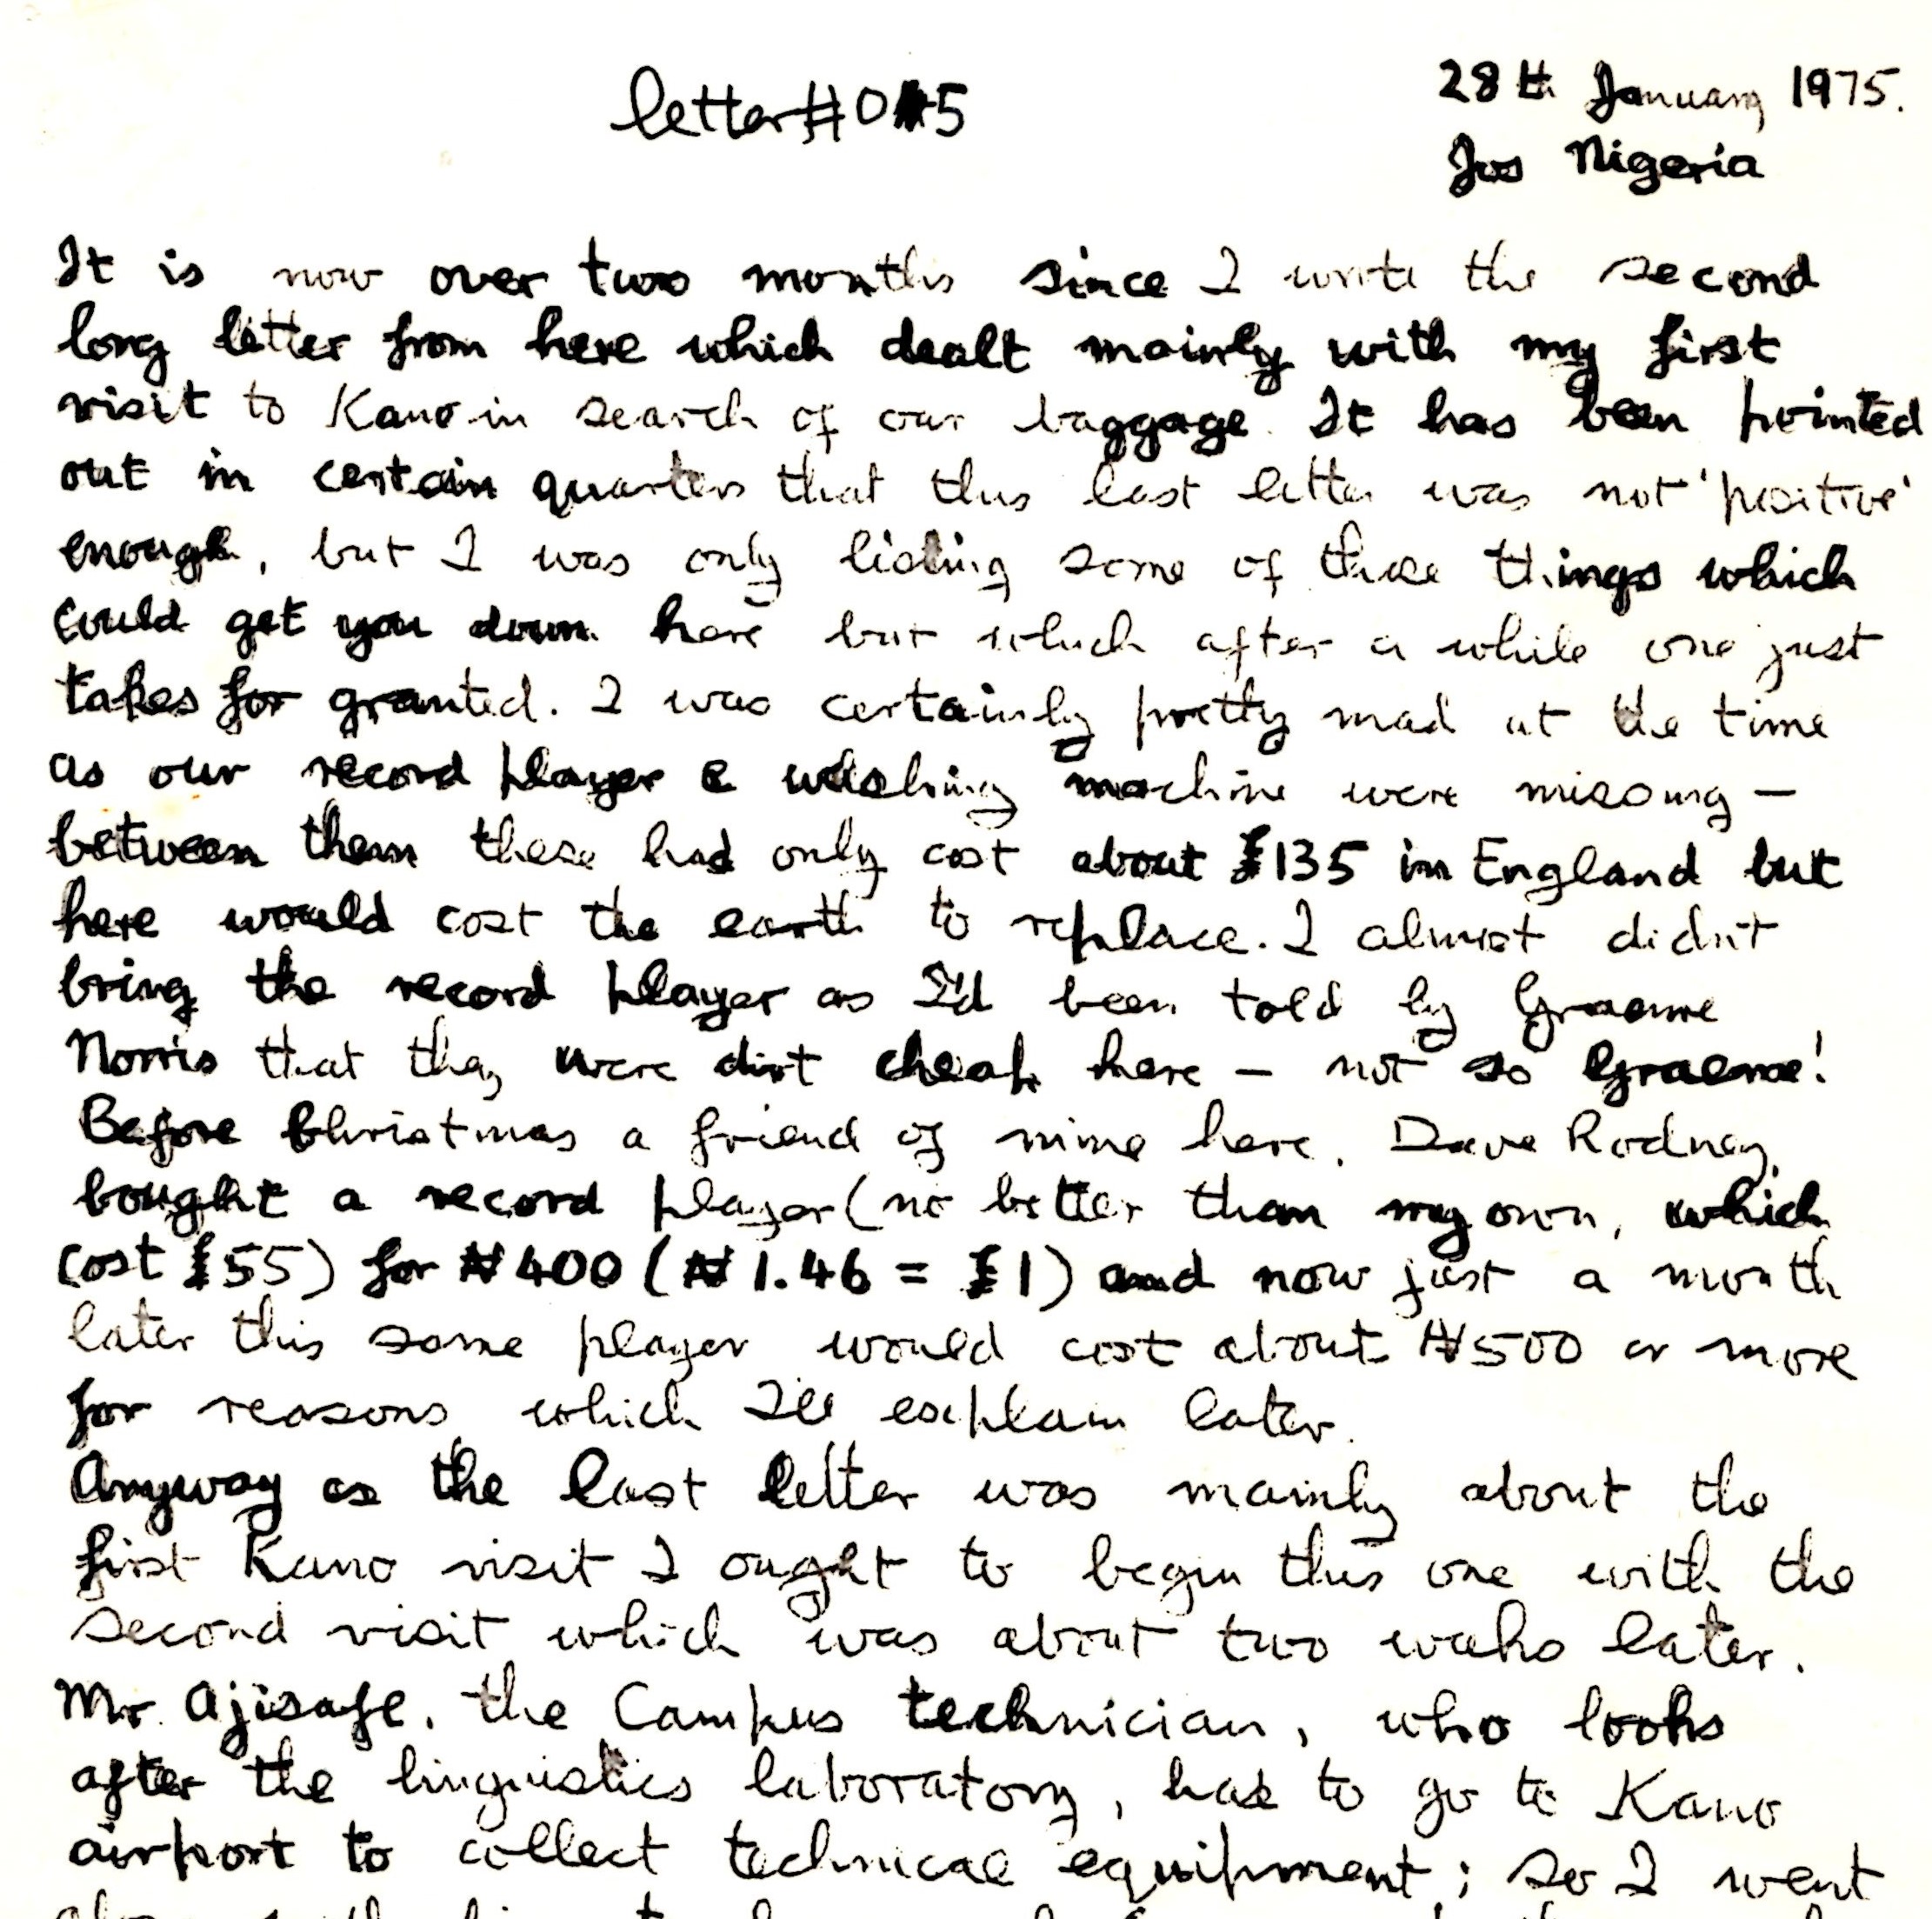 letter#05
28th January 1975.
Jos Nigeria
It is now over two months since I wrote the second
long letter from here which dealt mainly with my first
visit to Kano in search of our baggage. It has been pointed
out in certain quarters that this last letter was not 'positive'
enough, but I was only listing some of those things which
could get you down here but which after a while one just
takes for granted. I was certainly pretty mad at the time
as our record player & washing machine were missing —
between them these had only cost about £135 in England but
here would cost the earth to replace. I almost didn't
bring the record player as I'd been told by Graeme
Norris that they were dirt cheap here — not so Graeme!
Before Christmas a friend of mine here, Dave Rodney,
bought a record player (no better than my own, which
cost £55) for ₦400 (₦1.46 = £1) and now just a month
later this same player would cost about ₦500 or more
for reasons which I'll explain later.
Anyway as the last letter was mainly about the
first Kano visit I ought to begin this one with the
second visit which was about two weeks later.
Mr. Ajisafe, the Campus technician, who looks
after the linguistics laboratory, has to go to Kano
airport to collect technical equipment; so I went